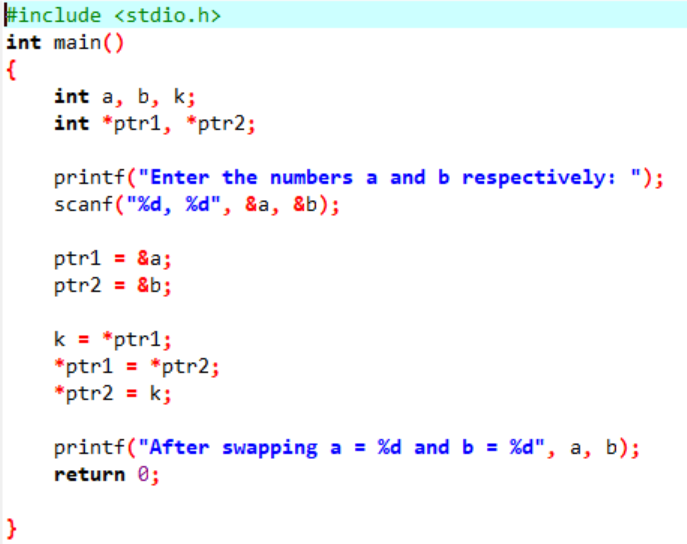 #include <stdio.h>
int main()
{
    int a, b, k;
    int *ptr1, *ptr2;

    printf("Enter the numbers a and b respectively: ");
    scanf("%d, %d", &a, &b);

    ptr1 = &a;
    ptr2 = &b;

    k = *ptr1;
    *ptr1 = *ptr2;
    *ptr2 = k;

    printf("After swapping a = %d and b = %d", a, b);
    return 0;

}